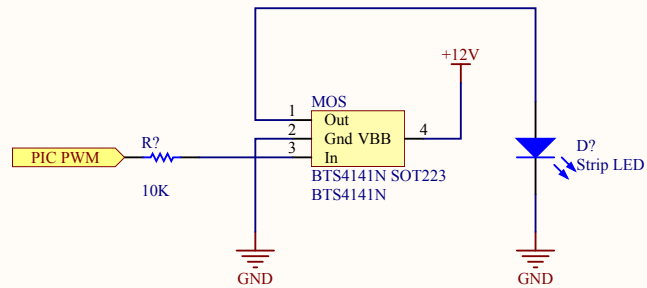 +12V
MOS
1 Out
2 Gnd VBB 4
3 In
R?
PIC PWM
10K
BTS4141N SOT223
BTS4141N
D?
Strip LED
GND
GND